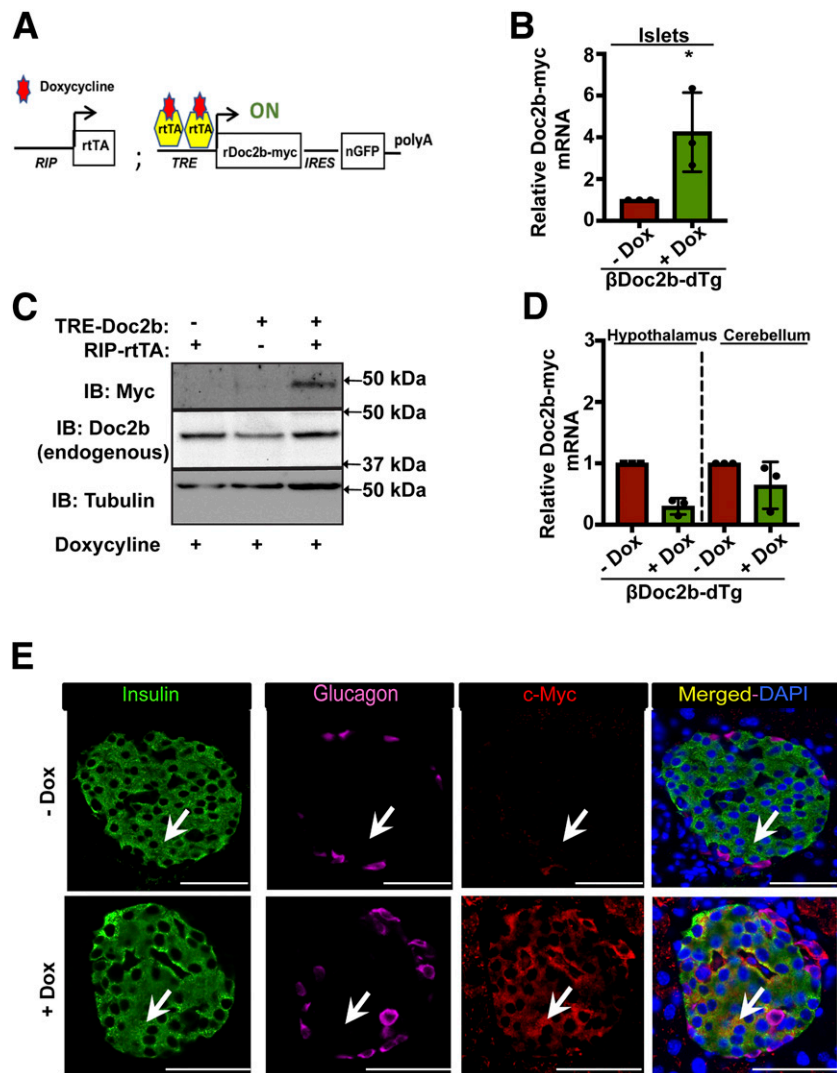 A
Doxycycline
rtTA rtTA ON
rtTA ; rDoc2b-myc nGFP polyA
RIP TRE IRES
B
Islets
*
Relative Doc2b-myc
mRNA
8
6
4
2
0
- Dox + Dox
βDoc2b-dTg
C
TRE-Doc2b: - + +
RIP-rtTA: + - +
IB: Myc ←50 kDa
←50 kDa
IB: Doc2b
(endogenous)
←37 kDa
IB: Tubulin ←50 kDa
Doxycyline + + +
D
Hypothalamus Cerebellum
Relative Doc2b-myc
mRNA
3
2
1
0
- Dox + Dox - Dox + Dox
βDoc2b-dTg
E
Insulin Glucagon c-Myc Merged-DAPI
- Dox
+ Dox